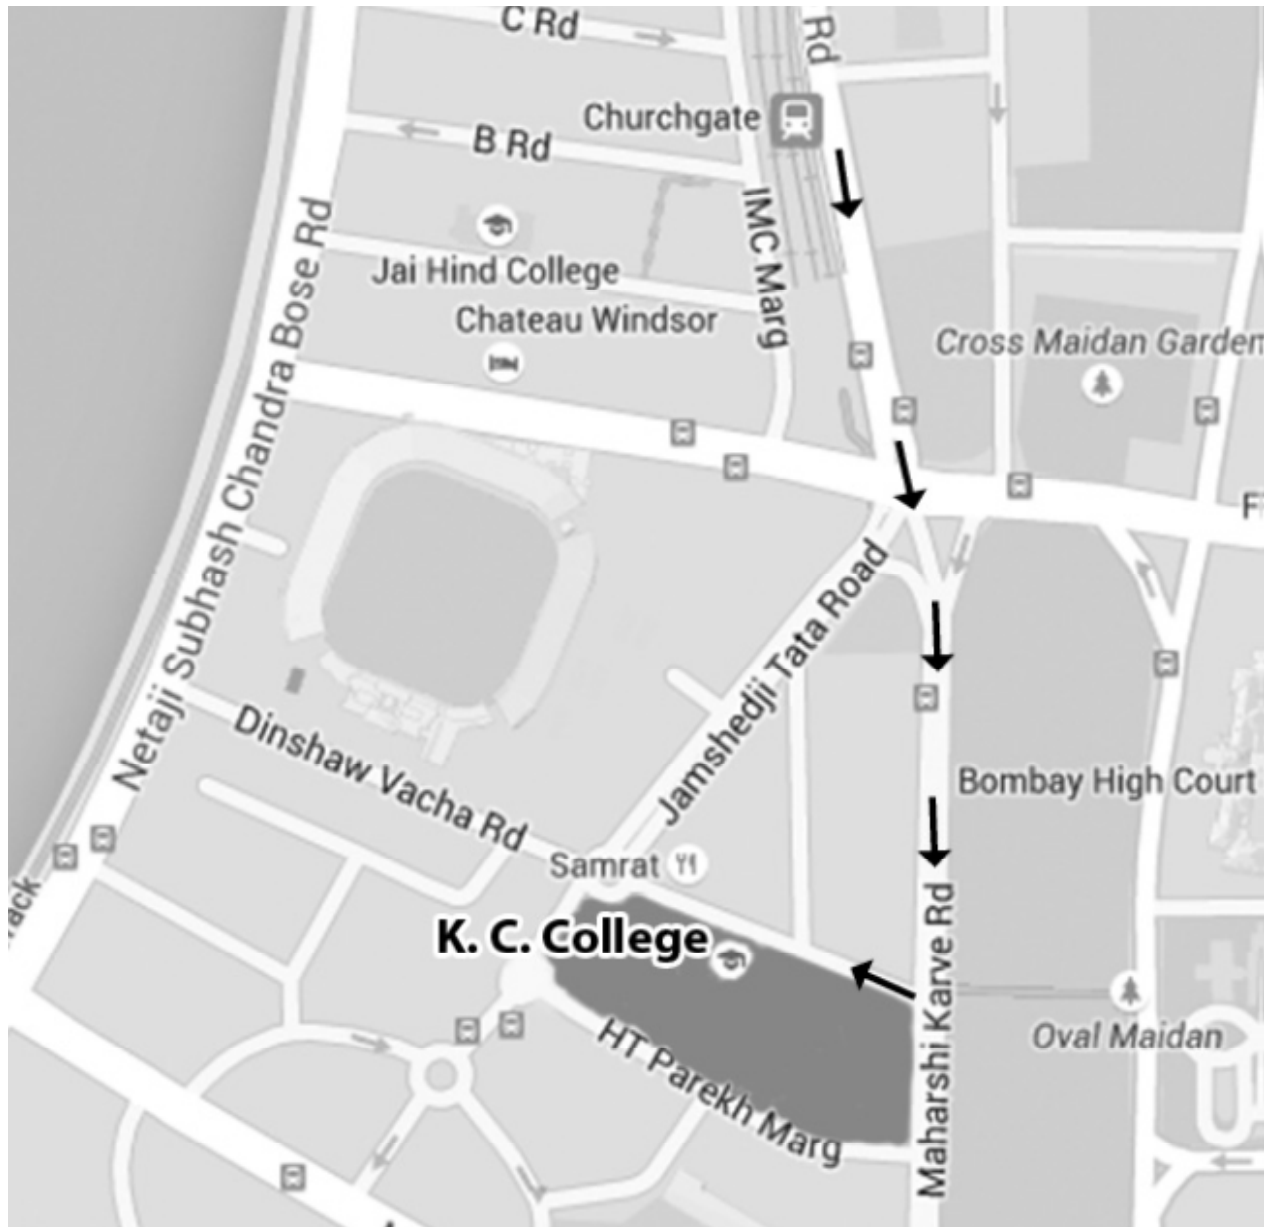 C Rd
Rd
Churchgate
B Rd
IMC Marg
Jai Hind College
Chateau Windsor
Cross Maidan Garden
Netaji Subhash Chandra Bose Rd
Jamshedji Tata Road
Dinshaw Vacha Rd
Bombay High Court
Samrat
K. C. College
Maharshi Karve Rd
HT Parekh Marg
Oval Maidan